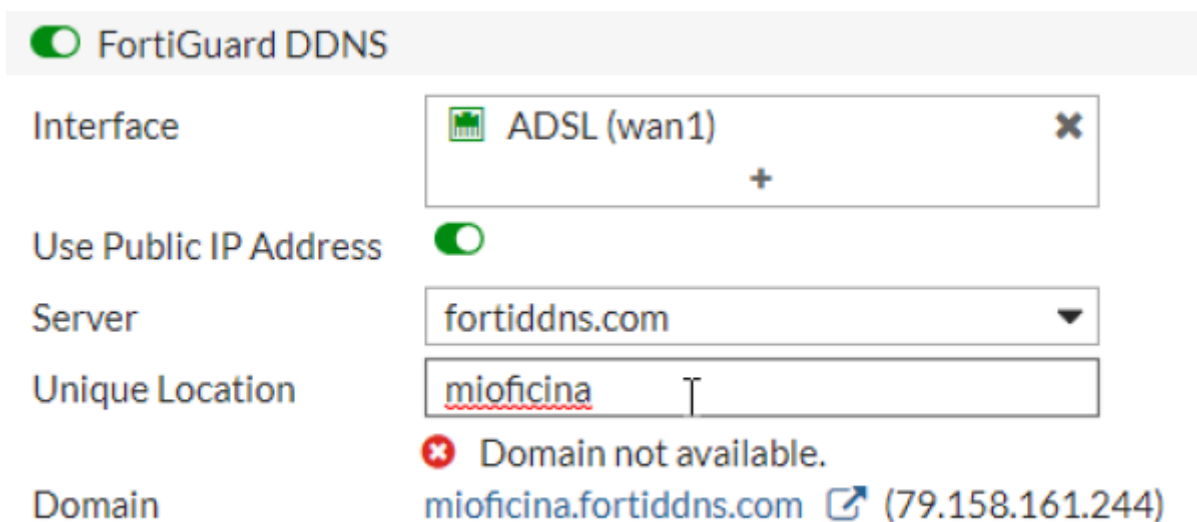 FortiGuard DDNS
Interface ADSL (wan1)
+
Use Public IP Address
Server fortiddns.com
Unique Location mioficina
Domain not available.
Domain mioficina.fortiddns.com (79.158.161.244)